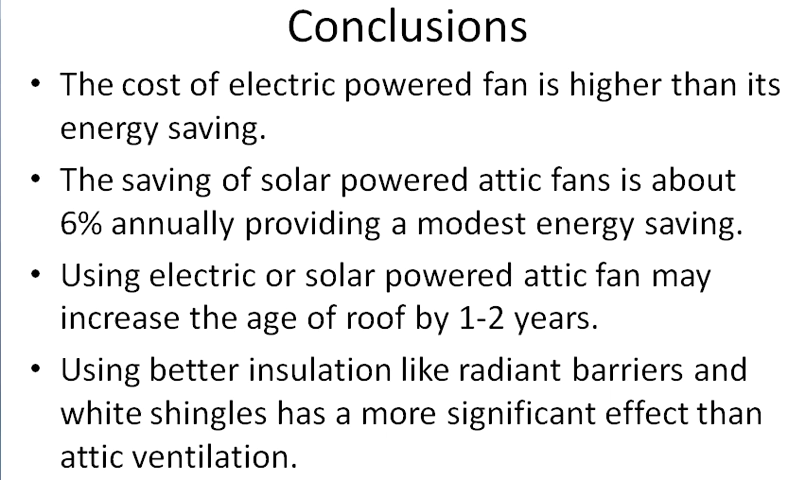 Conclusions
• The cost of electric powered fan is higher than its
energy saving.
• The saving of solar powered attic fans is about
6% annually providing a modest energy saving.
• Using electric or solar powered attic fan may
increase the age of roof by 1-2 years.
• Using better insulation like radiant barriers and
white shingles has a more significant effect than
attic ventilation.